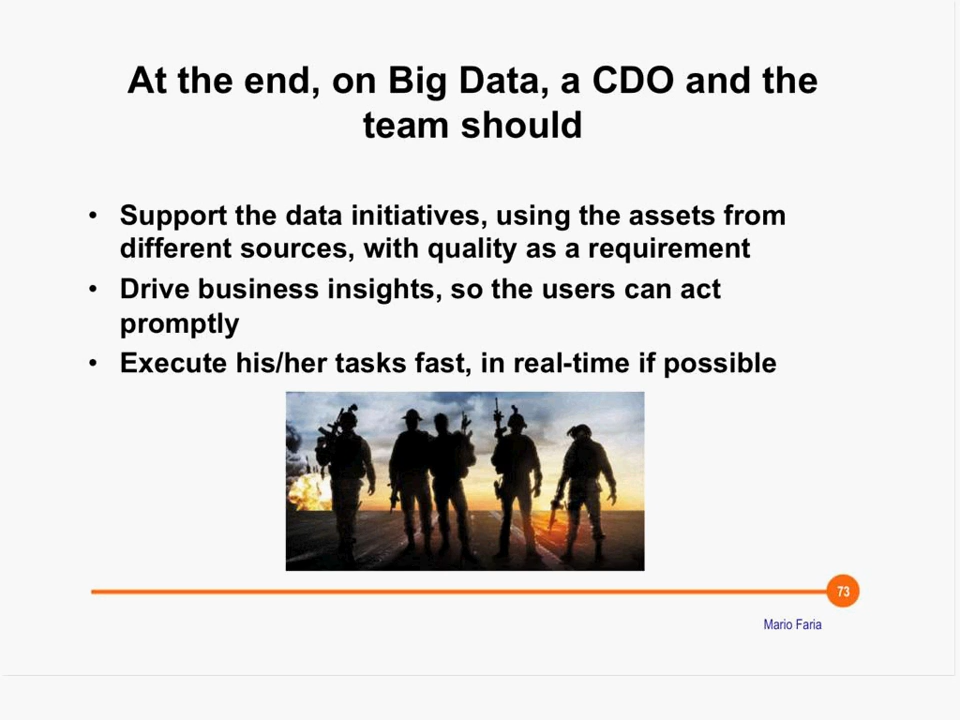 At the end, on Big Data, a CDO and the
team should
• Support the data initiatives, using the assets from
different sources, with quality as a requirement
• Drive business insights, so the users can act
promptly
• Execute his/her tasks fast, in real-time if possible
73
Mario Faria